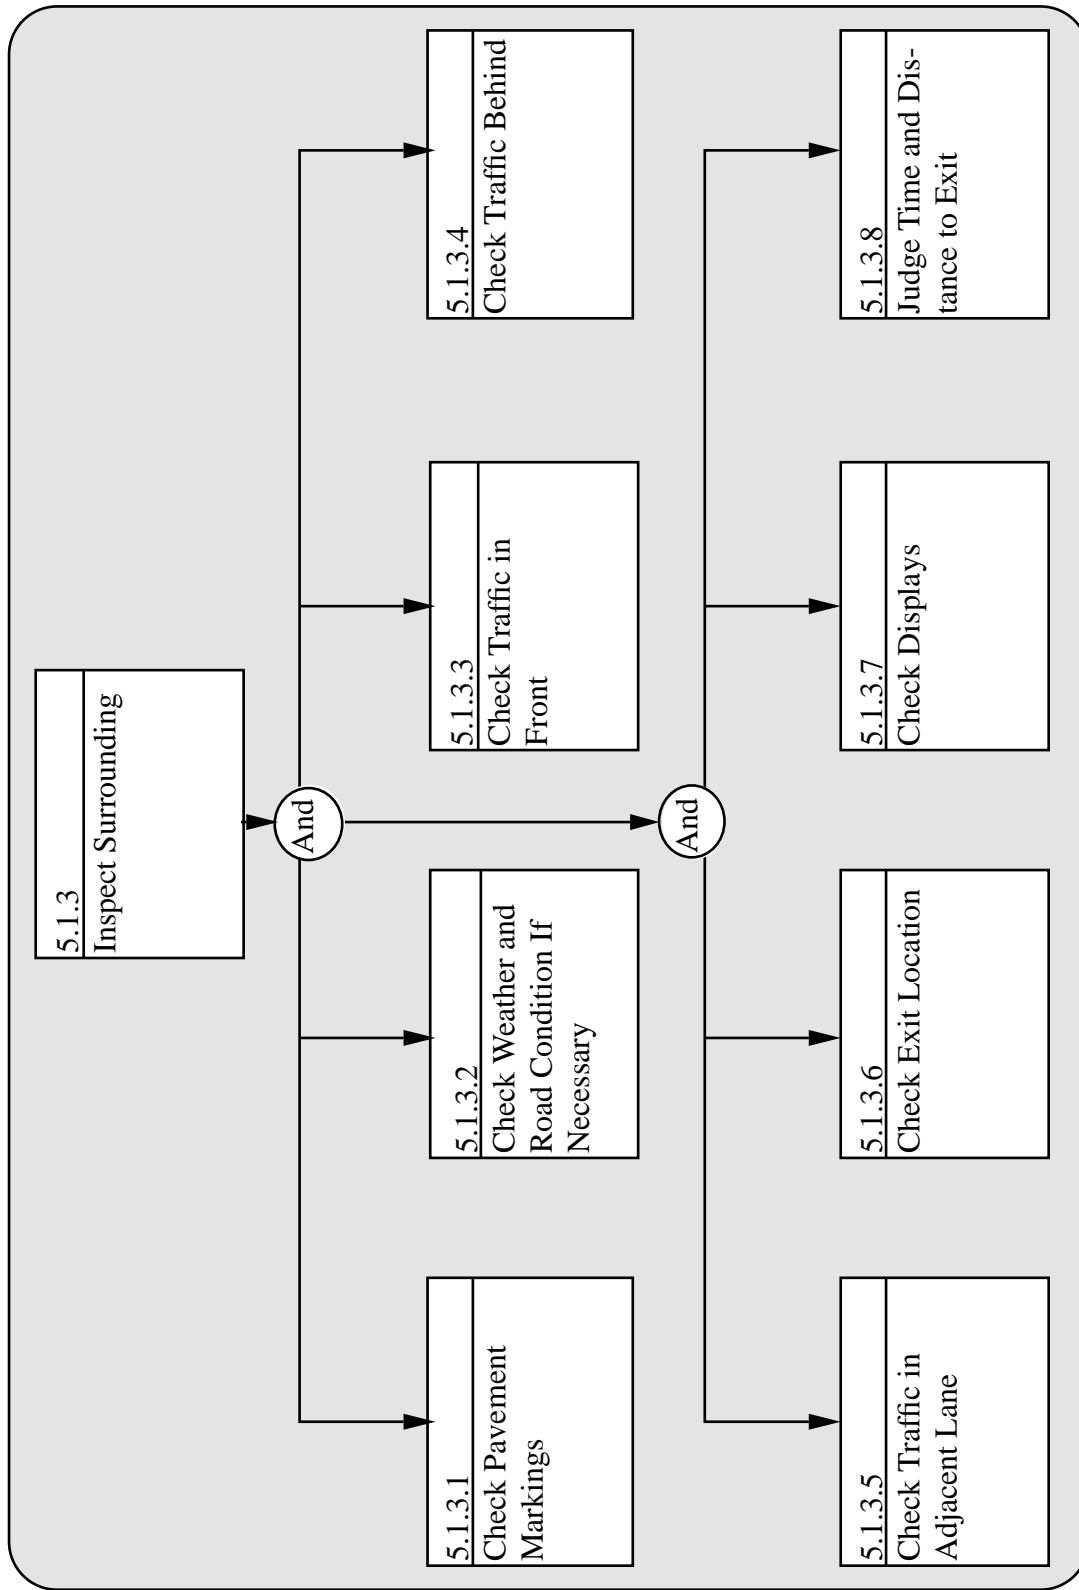 5.1.3
Inspect Surrounding
And
5.1.3.1
Check Pavement
Markings
5.1.3.2
Check Weather and
Road Condition If
Necessary
5.1.3.3
Check Traffic in
Front
5.1.3.4
Check Traffic Behind
And
5.1.3.5
Check Traffic in
Adjacent Lane
5.1.3.6
Check Exit Location
5.1.3.7
Check Displays
5.1.3.8
Judge Time and Dis-
tance to Exit